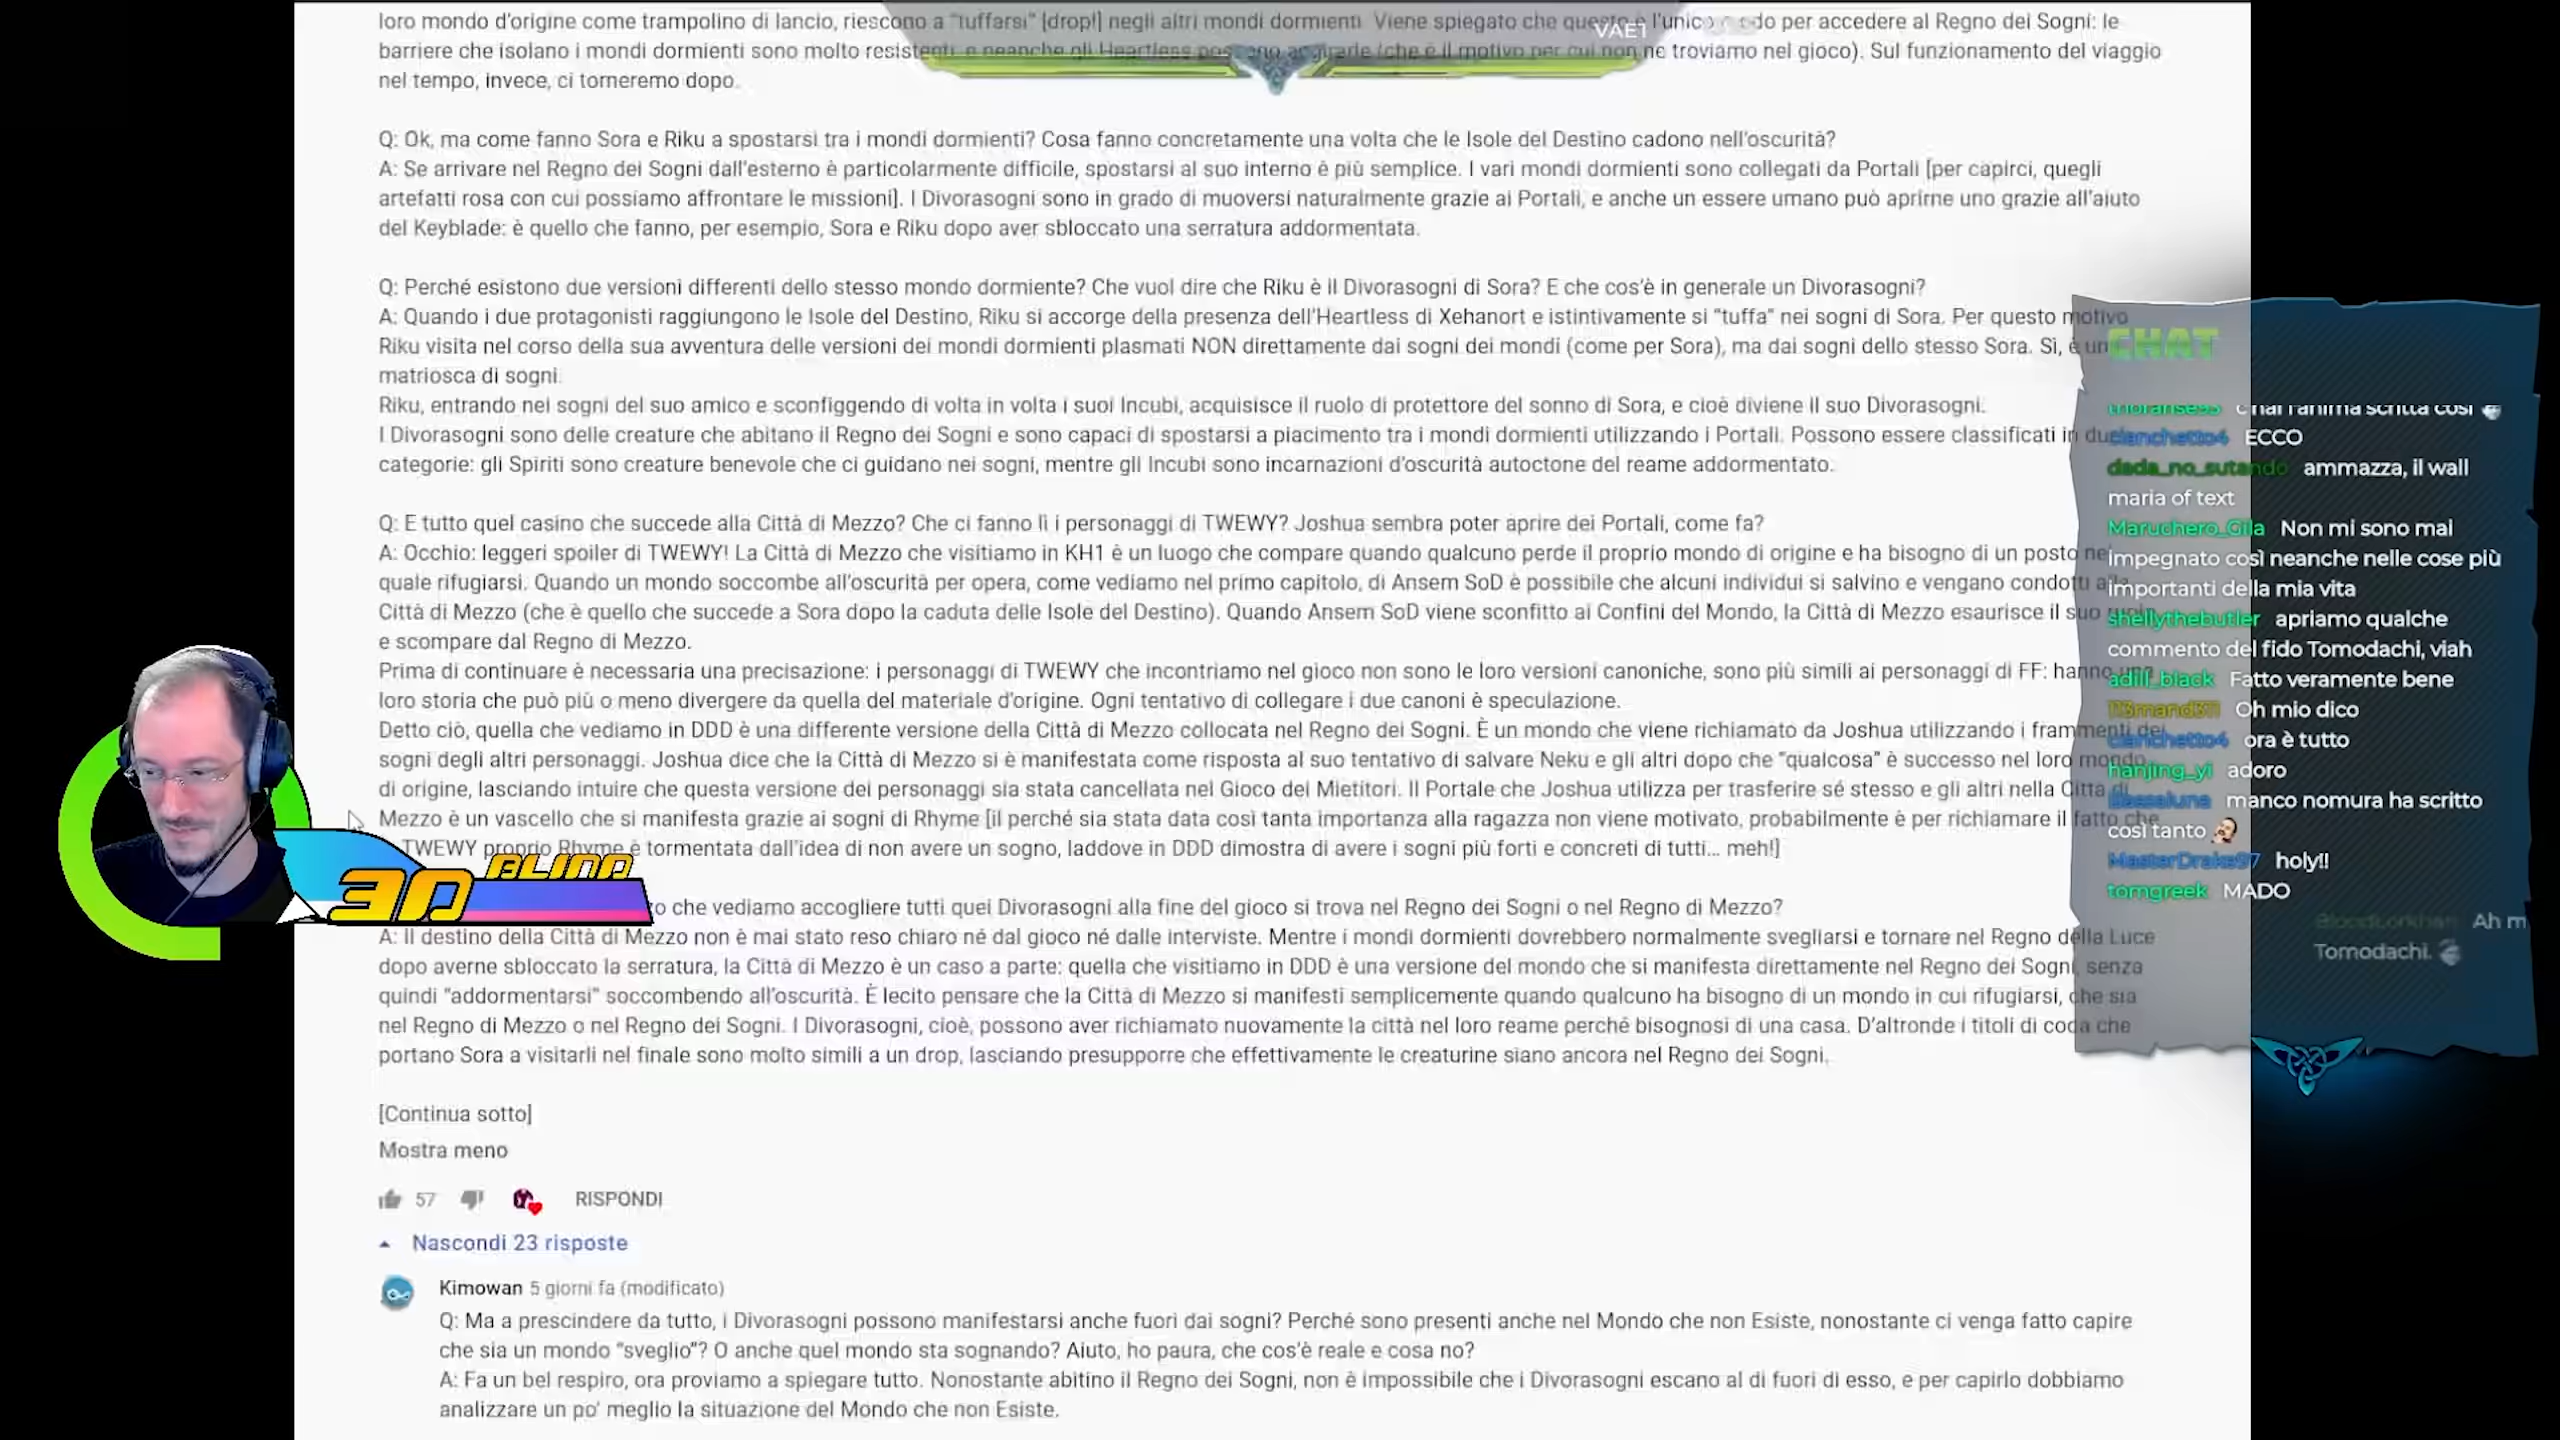 loro mondo d'origine come trampolino di lancio, riescono a "tuffarsi" [drop!] negli altri mondi dormienti. Viene spiegato che questo è l'unico modo per accedere al Regno dei Sogni: le
VAE1
barriere che isolano i mondi dormienti sono molto resistenti, e neanche gli Heartless possono aggirarle (che è il motivo per cui non ne troviamo nel gioco). Sul funzionamento del viaggio
nel tempo, invece, ci torneremo dopo.
Q: Ok, ma come fanno Sora e Riku a spostarsi tra i mondi dormienti? Cosa fanno concretamente una volta che le Isole del Destino cadono nell'oscurità?
A: Se arrivare nel Regno dei Sogni dall'esterno è particolarmente difficile, spostarsi al suo interno è più semplice. I vari mondi dormienti sono collegati da Portali [per capirci, quegli
artefatti rosa con cui possiamo affrontare le missioni]. I Divorasogni sono in grado di muoversi naturalmente grazie ai Portali, e anche un essere umano può aprirne uno grazie all'aiuto
del Keyblade: è quello che fanno, per esempio, Sora e Riku dopo aver sbloccato una serratura addormentata.
Q: Perché esistono due versioni differenti dello stesso mondo dormiente? Che vuol dire che Riku è il Divorasogni di Sora? E che cos'è in generale un Divorasogni?
A: Quando i due protagonisti raggiungono le Isole del Destino, Riku si accorge della presenza dell'Heartless di Xehanort e istintivamente si "tuffa" nei sogni di Sora. Per questo motivo
Riku visita nel corso della sua avventura delle versioni dei mondi dormienti plasmati NON direttamente dai sogni dei mondi (come per Sora), ma dai sogni dello stesso Sora. Sì, è una
matriosca di sogni.
Riku, entrando nei sogni del suo amico e sconfiggendo di volta in volta i suoi Incubi, acquisisce il ruolo di protettore del sonno di Sora, e cioè diviene il suo Divorasogni.
I Divorasogni sono delle creature che abitano il Regno dei Sogni e sono capaci di spostarsi a piacimento tra i mondi dormienti utilizzando i Portali. Possono essere classificati in due
categorie: gli Spiriti sono creature benevole che ci guidano nei sogni, mentre gli Incubi sono incarnazioni d'oscurità autoctone del reame addormentato.
Q: E tutto quel casino che succede alla Città di Mezzo? Che ci fanno lì i personaggi di TWEWY? Joshua sembra poter aprire dei Portali, come fa?
A: Occhio: leggeri spoiler di TWEWY! La Città di Mezzo che visitiamo in KH1 è un luogo che compare quando qualcuno perde il proprio mondo di origine e ha bisogno di un posto nel
quale rifugiarsi. Quando un mondo soccombe all'oscurità per opera, come vediamo nel primo capitolo, di Ansem SoD è possibile che alcuni individui si salvino e vengano condotti alla
Città di Mezzo (che è quello che succede a Sora dopo la caduta delle Isole del Destino). Quando Ansem SoD viene sconfitto ai Confini del Mondo, la Città di Mezzo esaurisce il suo
e scompare dal Regno di Mezzo.
Prima di continuare è necessaria una precisazione: i personaggi di TWEWY che incontriamo nel gioco non sono le loro versioni canoniche, sono più simili ai personaggi di FF: hanno una
loro storia che può più o meno divergere da quella del materiale d'origine. Ogni tentativo di collegare i due canoni è speculazione.
Detto ciò, quella che vediamo in DDD è una differente versione della Città di Mezzo collocata nel Regno dei Sogni. È un mondo che viene richiamato da Joshua utilizzando i frammenti dei
sogni degli altri personaggi. Joshua dice che la Città di Mezzo si è manifestata come risposta al suo tentativo di salvare Neku e gli altri dopo che "qualcosa" è successo nel loro mondo
di origine, lasciando intuire che questa versione dei personaggi sia stata cancellata nel Gioco dei Mietitori. Il Portale che Joshua utilizza per trasferire sé stesso e gli altri nella Città di
Mezzo è un vascello che si manifesta grazie ai sogni di Rhyme [il perché sia stata data così tanta importanza alla ragazza non viene motivato, probabilmente è per richiamare il fatto che
TWEWY proprio Rhyme è tormentata dall'idea di non avere un sogno, laddove in DDD dimostra di avere i sogni più forti e concreti di tutti... meh!]
che vediamo accogliere tutti quei Divorasogni alla fine del gioco si trova nel Regno dei Sogni o nel Regno di Mezzo?
A: Il destino della Città di Mezzo non è mai stato reso chiaro né dal gioco né dalle interviste. Mentre i mondi dormienti dovrebbero normalmente svegliarsi e tornare nel Regno della Luce
dopo averne sbloccato la serratura, la Città di Mezzo è un caso a parte: quella che visitiamo in DDD è una versione del mondo che si manifesta direttamente nel Regno dei Sogni, senza
quindi "addormentarsi" soccombendo all'oscurità. È lecito pensare che la Città di Mezzo si manifesti semplicemente quando qualcuno ha bisogno di un mondo in cui rifugiarsi, che sia
nel Regno di Mezzo o nel Regno dei Sogni. I Divorasogni, cioè, possono aver richiamato nuovamente la città nel loro reame perché bisognosi di una casa. D'altronde i titoli di coda che
portano Sora a visitarli nel finale sono molto simili a un drop, lasciando presupporre che effettivamente le creaturine siano ancora nel Regno dei Sogni.
[Continua sotto]
Mostra meno
57 RISPONDI
Nascondi 23 risposte
Kimowan 5 giorni fa (modificato)
Q: Ma a prescindere da tutto, i Divorasogni possono manifestarsi anche fuori dai sogni? Perché sono presenti anche nel Mondo che non Esiste, nonostante ci venga fatto capire
che sia un mondo "sveglio"? O anche quel mondo sta sognando? Aiuto, ho paura, che cos'è reale e cosa no?
A: Fa un bel respiro, ora proviamo a spiegare tutto. Nonostante abitino il Regno dei Sogni, non è impossibile che i Divorasogni escano al di fuori di esso, e per capirlo dobbiamo
analizzare un po' meglio la situazione del Mondo che non Esiste.
BLIND
3D
CHAT
c'hai l'anima scritta così
cianchetto4 ECCO
dada_no_sutando ammazza, il wall
maria of text
Maruchero_Gila Non mi sono mai
impegnato così neanche nelle cose più
importanti della mia vita
shellythebutler apriamo qualche
commento del fido Tomodachi, viah
adill_black Fatto veramente bene
113mand311 Oh mio dico
cianchetto4 ora è tutto
hanjing_yi adoro
manco nomura ha scritto
così tanto
MasterDrake97 holy!!
tomgreek MADO
Ah m
Tomodachi.